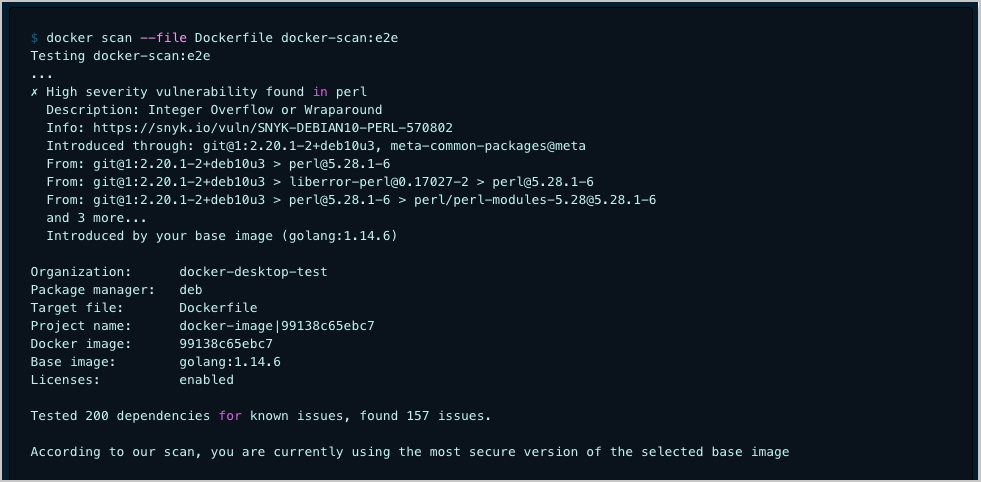 $ docker scan --file Dockerfile docker-scan:e2e
Testing docker-scan:e2e
...
✗ High severity vulnerability found in perl
Description: Integer Overflow or Wraparound
Info: https://snyk.io/vuln/SNYK-DEBIAN10-PERL-570802
Introduced through: git@1:2.20.1-2+deb10u3, meta-common-packages@meta
From: git@1:2.20.1-2+deb10u3 > perl@5.28.1-6
From: git@1:2.20.1-2+deb10u3 > liberror-perl@0.17027-2 > perl@5.28.1-6
From: git@1:2.20.1-2+deb10u3 > perl@5.28.1-6 > perl/perl-modules-5.28@5.28.1-6
and 3 more...
Introduced by your base image (golang:1.14.6)
Organization: docker-desktop-test
Package manager: deb
Target file: Dockerfile
Project name: docker-image|99138c65ebc7
Docker image: 99138c65ebc7
Base image: golang:1.14.6
Licenses: enabled
Tested 200 dependencies for known issues, found 157 issues.
According to our scan, you are currently using the most secure version of the selected base image